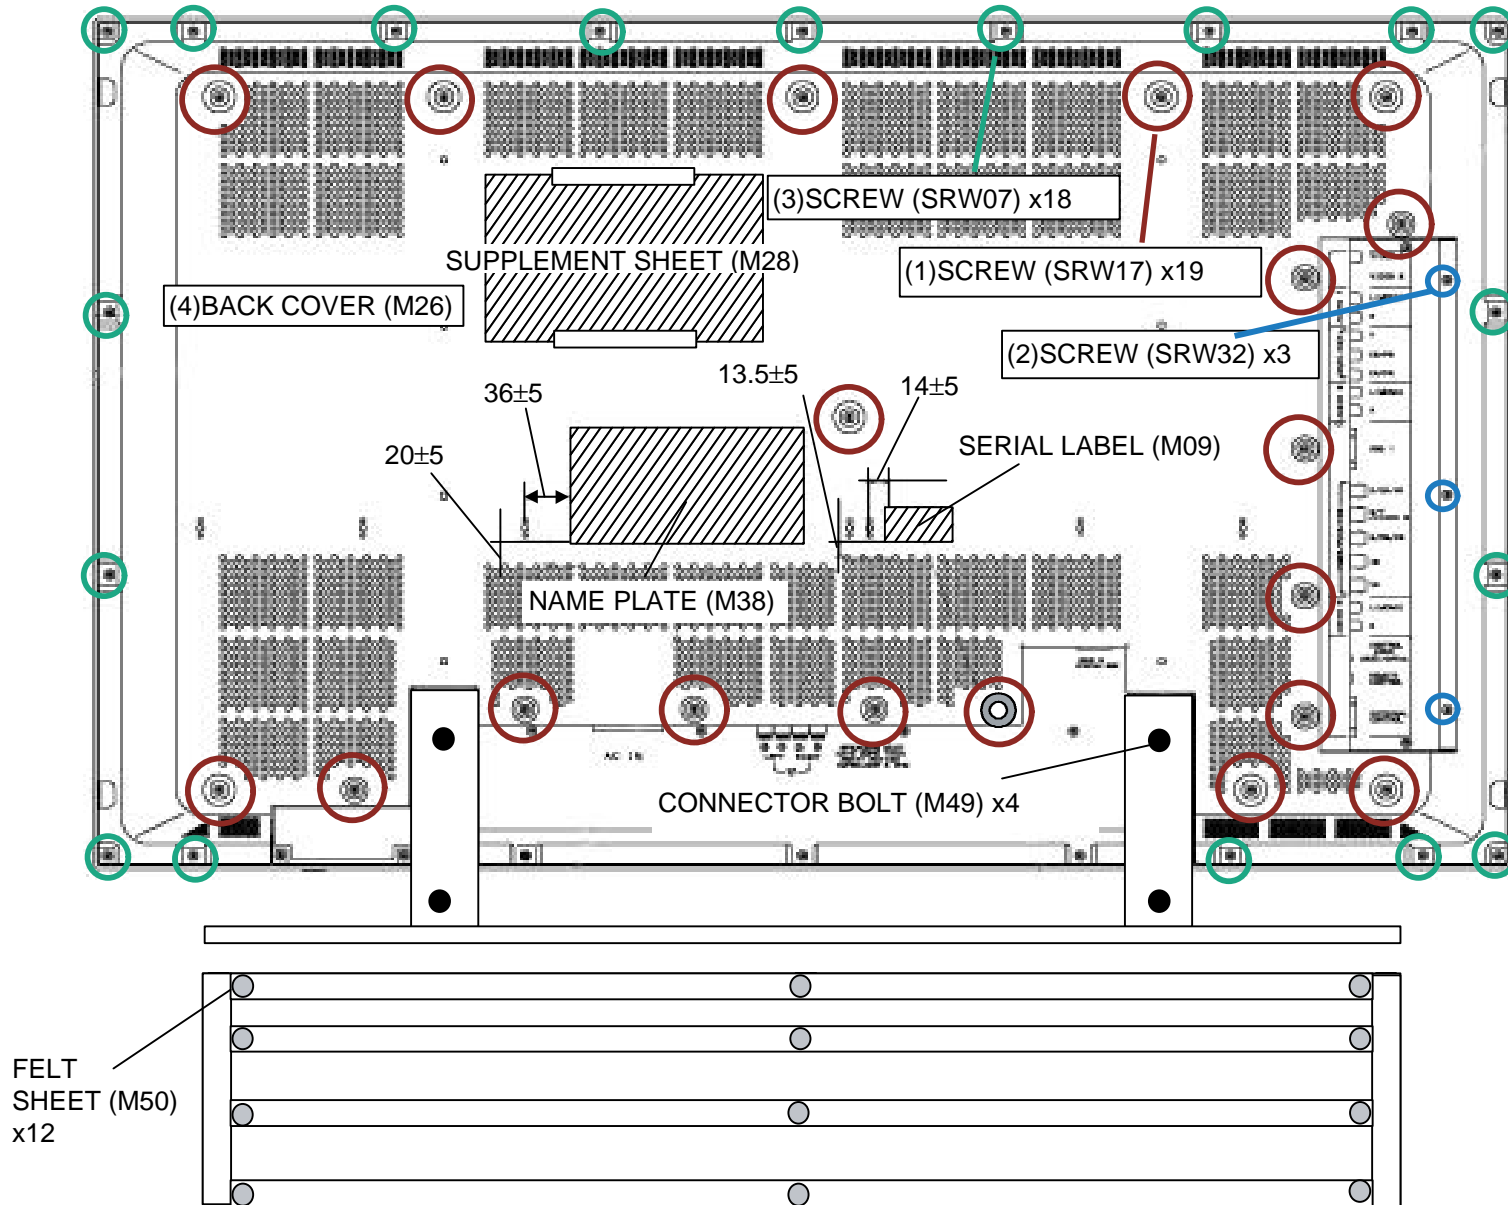 (3)SCREW (SRW07) x18
SUPPLEMENT SHEET (M28)
(1)SCREW (SRW17) x19
(4)BACK COVER (M26)
(2)SCREW (SRW32) x3
13.5±5
36±5
14±5
20±5
SERIAL LABEL (M09)
NAME PLATE (M38)
AC IN
CONNECTOR BOLT (M49) x4
FELT
SHEET (M50)
x12